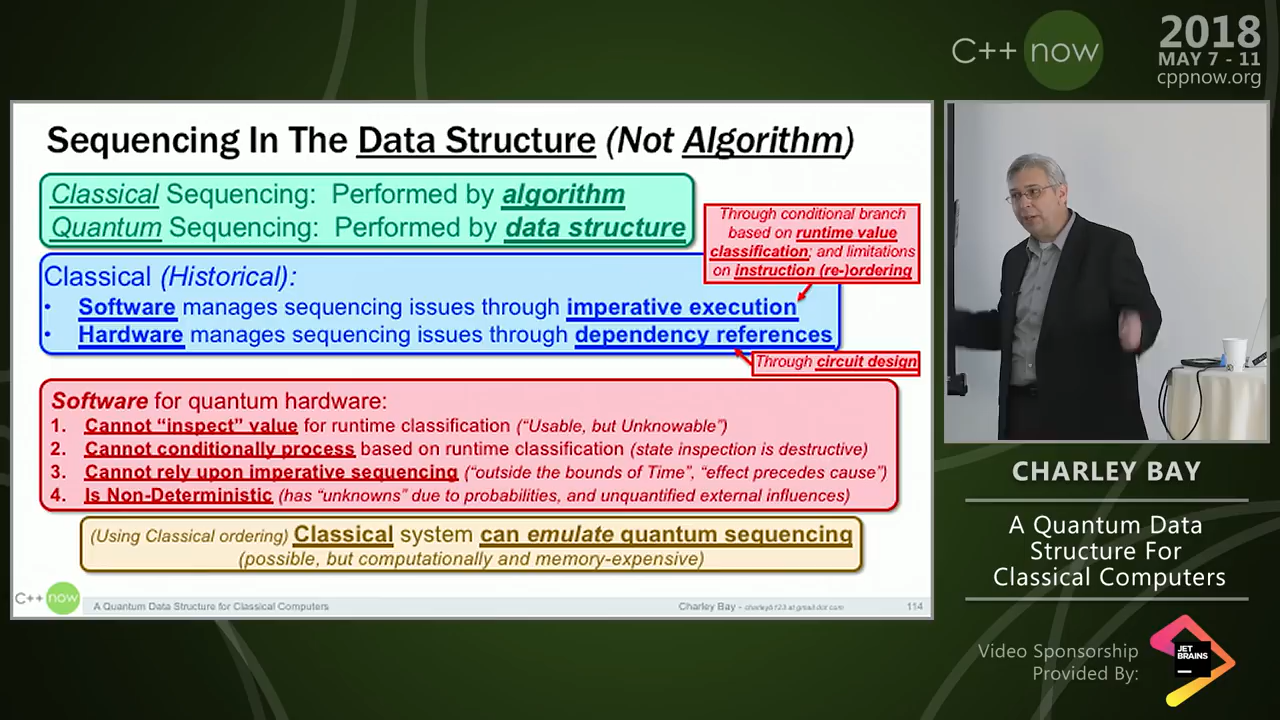 C++ now
2018
MAY 7 - 11
cppnow.org
Sequencing In The Data Structure (Not Algorithm)
Classical Sequencing: Performed by algorithm
Quantum Sequencing: Performed by data structure
Through conditional branch
based on runtime value
classification; and limitations
on instruction (re-)ordering
Classical (Historical):
• Software manages sequencing issues through imperative execution
• Hardware manages sequencing issues through dependency references
Through circuit design
Software for quantum hardware:
1. Cannot “inspect” value for runtime classification (“Usable, but Unknowable”)
2. Cannot conditionally process based on runtime classification (state inspection is destructive)
3. Cannot rely upon imperative sequencing (“outside the bounds of Time”, “effect precedes cause”)
4. Is Non-Deterministic (has “unknowns” due to probabilities, and unquantified external influences)
(Using Classical ordering) Classical system can emulate quantum sequencing
(possible, but computationally and memory-expensive)
C++ now
A Quantum Data Structure for Classical Computers
Charley Bay - charleyb123 at gmail dot com
114
CHARLEY BAY
A Quantum Data
Structure For
Classical Computers
Video Sponsorship
Provided By:
JET
BRAINS